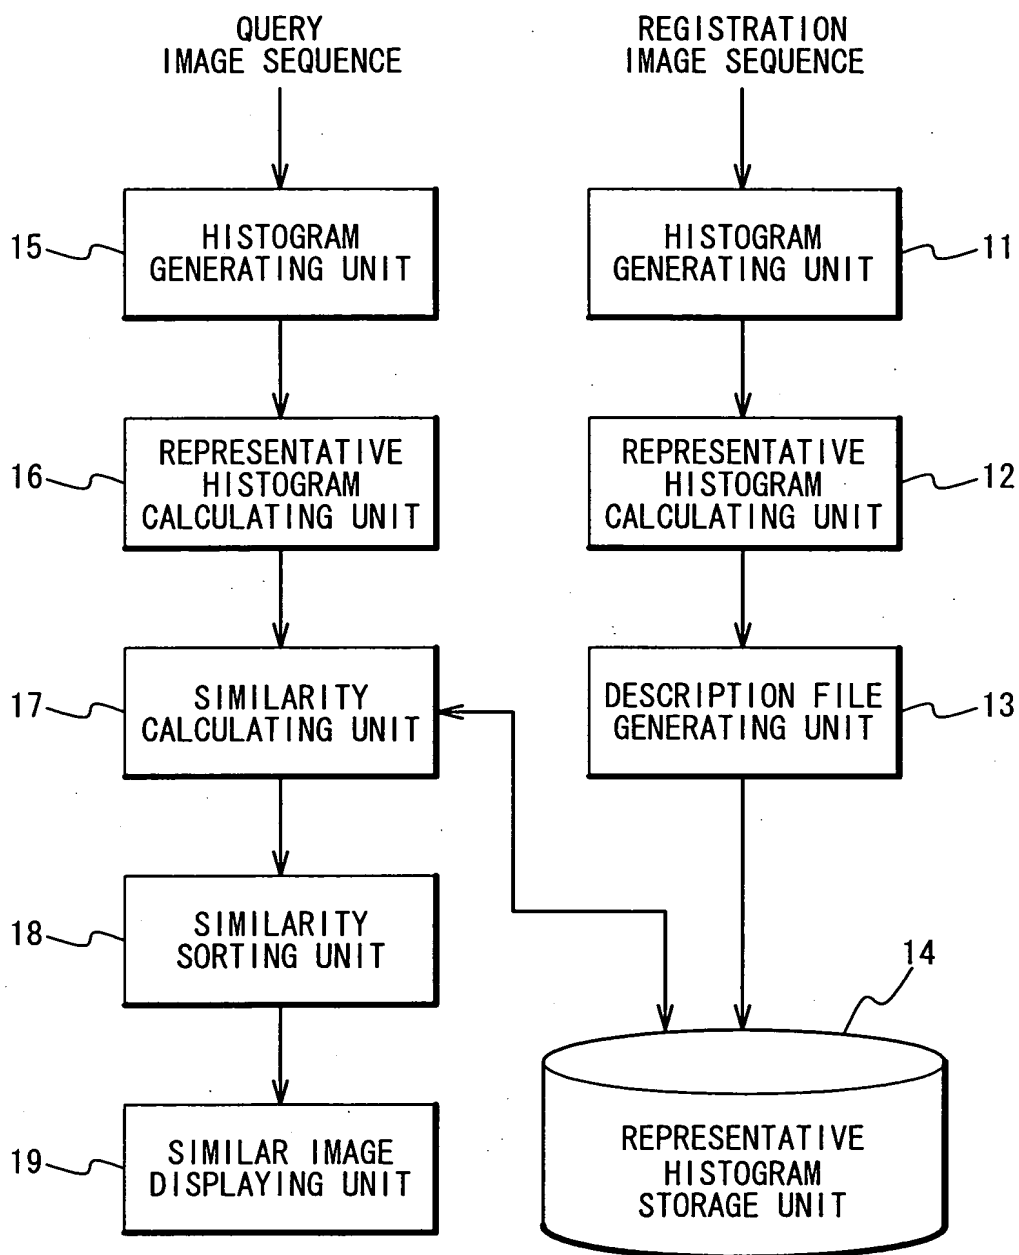 QUERY
IMAGE SEQUENCE
REGISTRATION
IMAGE SEQUENCE
15
HISTOGRAM
GENERATING UNIT
HISTOGRAM
GENERATING UNIT
11
16
REPRESENTATIVE
HISTOGRAM
CALCULATING UNIT
REPRESENTATIVE
HISTOGRAM
CALCULATING UNIT
12
17
SIMILARITY
CALCULATING UNIT
DESCRIPTION FILE
GENERATING UNIT
13
18
SIMILARITY
SORTING UNIT
14
19
SIMILAR IMAGE
DISPLAYING UNIT
REPRESENTATIVE
HISTOGRAM
STORAGE UNIT